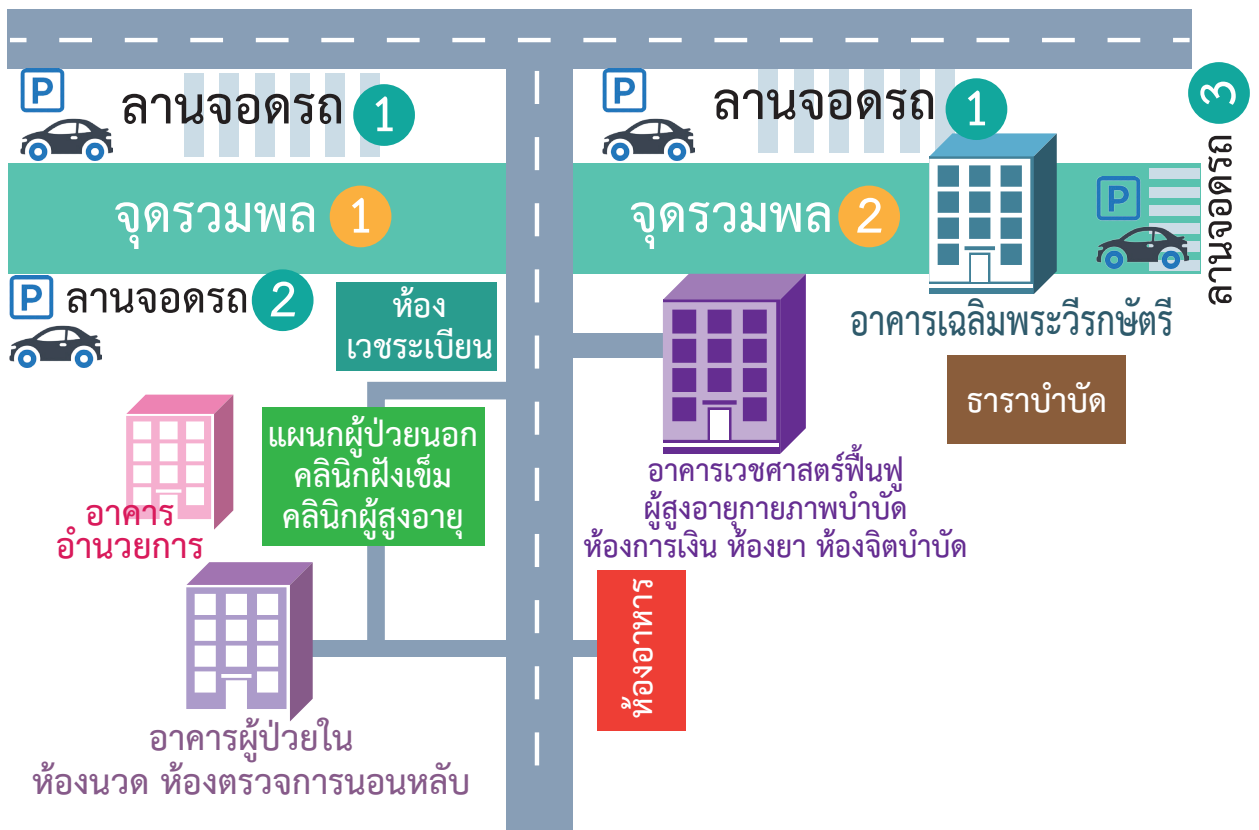 P
ลานจอดรถ 1
P
ลานจอดรถ 1
ลานจอดรถ 3
จุดรวมพล 1
จุดรวมพล 2
P
P
ลานจอดรถ 2
ห้อง
เวชระเบียน
อาคารเฉลิมพระวีรกษัตรี
ธาราบำบัด
แผนกผู้ป่วยนอก
คลินิกฝังเข็ม
คลินิกผู้สูงอายุ
อาคารเวชศาสตร์ฟื้นฟู
ผู้สูงอายุกายภาพบำบัด
ห้องการเงิน ห้องยา ห้องจิตบำบัด
อาคาร
อำนวยการ
ห้องอาหาร
อาคารผู้ป่วยใน
ห้องนวด ห้องตรวจการนอนหลับ